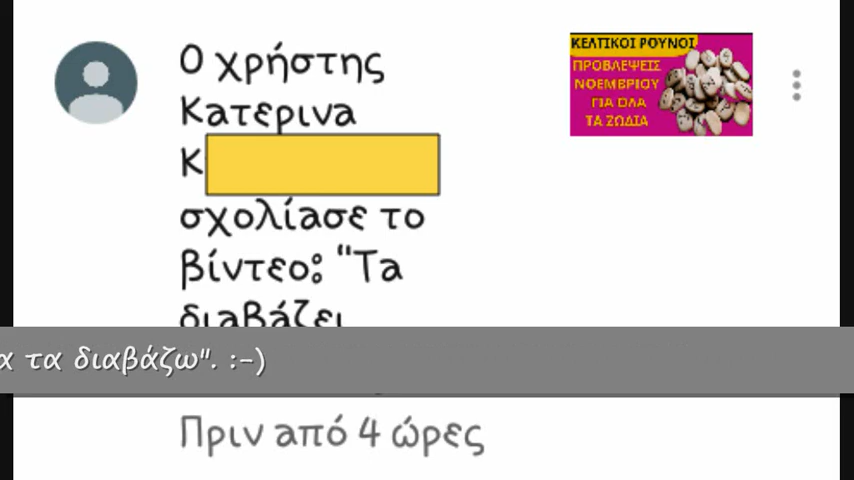 Ο χρήστης
Κατερινα
Κ
σχολίασε το
βίντεο: "Τα
διαβάζει
α τα διαβάζω". :-)
Πριν από 4 ώρες
ΚΕΛΤΙΚΟΙ ΡΟΥΝΟΙ
ΠΡΟΒΛΕΨΕΙΣ
ΝΟΕΜΒΡΙΟΥ
ΓΙΑ ΟΛΑ
ΤΑ ΖΩΔΙΑ